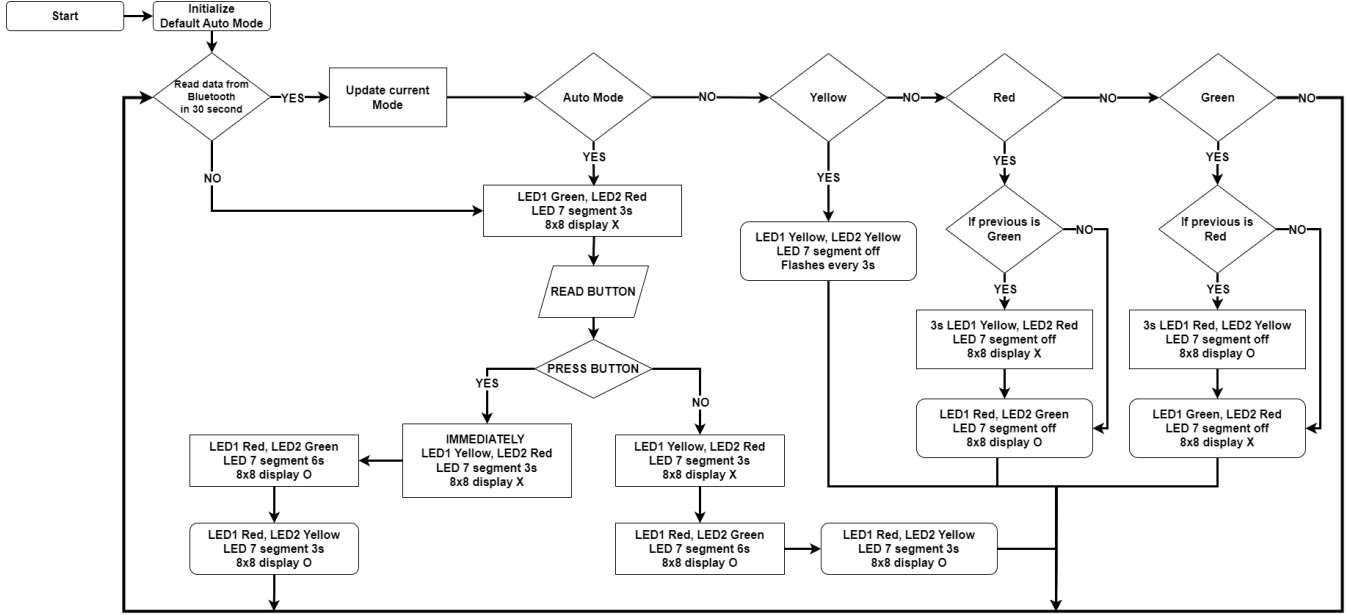 Start
Initialize
Default Auto Mode
Read data from
Bluetooth
in 30 second
YES
Update current
Mode
Auto Mode
NO
Yellow
NO
Red
NO
Green
NO
NO
YES
YES
YES
YES
LED1 Green, LED2 Red
LED 7 segment 3s
8x8 display X
LED1 Yellow, LED2 Yellow
LED 7 segment off
Flashes every 3s
If previous is
Green
NO
If previous is
Red
NO
READ BUTTON
YES
YES
3s LED1 Yellow, LED2 Red
LED 7 segment off
8x8 display X
3s LED1 Red, LED2 Yellow
LED 7 segment off
8x8 display O
PRESS BUTTON
YES
NO
LED1 Red, LED2 Green
LED 7 segment off
8x8 display O
LED1 Green, LED2 Red
LED 7 segment off
8x8 display X
LED1 Red, LED2 Green
LED 7 segment 6s
8x8 display O
IMMEDIATELY
LED1 Yellow, LED2 Red
LED 7 segment 3s
8x8 display X
LED1 Yellow, LED2 Red
LED 7 segment 3s
8x8 display X
LED1 Red, LED2 Yellow
LED 7 segment 3s
8x8 display O
LED1 Red, LED2 Green
LED 7 segment 6s
8x8 display O
LED1 Red, LED2 Yellow
LED 7 segment 3s
8x8 display O